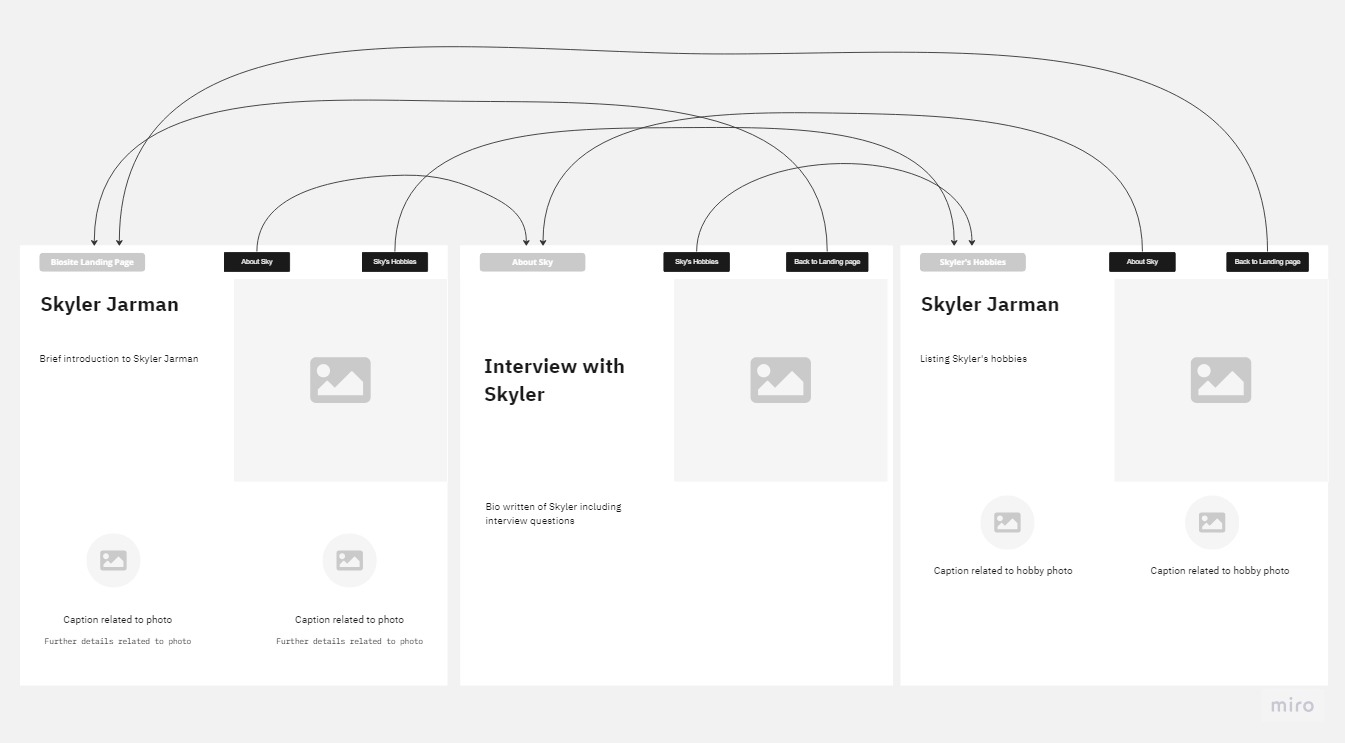 Biosite Landing Page
About Sky
Sky's Hobbies
Skyler Jarman
Brief introduction to Skyler Jarman
Caption related to photo
Further details related to photo
Caption related to photo
Further details related to photo
About Sky
Sky's Hobbies
Back to Landing page
Interview with
Skyler
Bio written of Skyler including
interview questions
Skyler's Hobbies
About Sky
Back to Landing page
Skyler Jarman
Listing Skyler's hobbies
Caption related to hobby photo
Caption related to hobby photo
miro